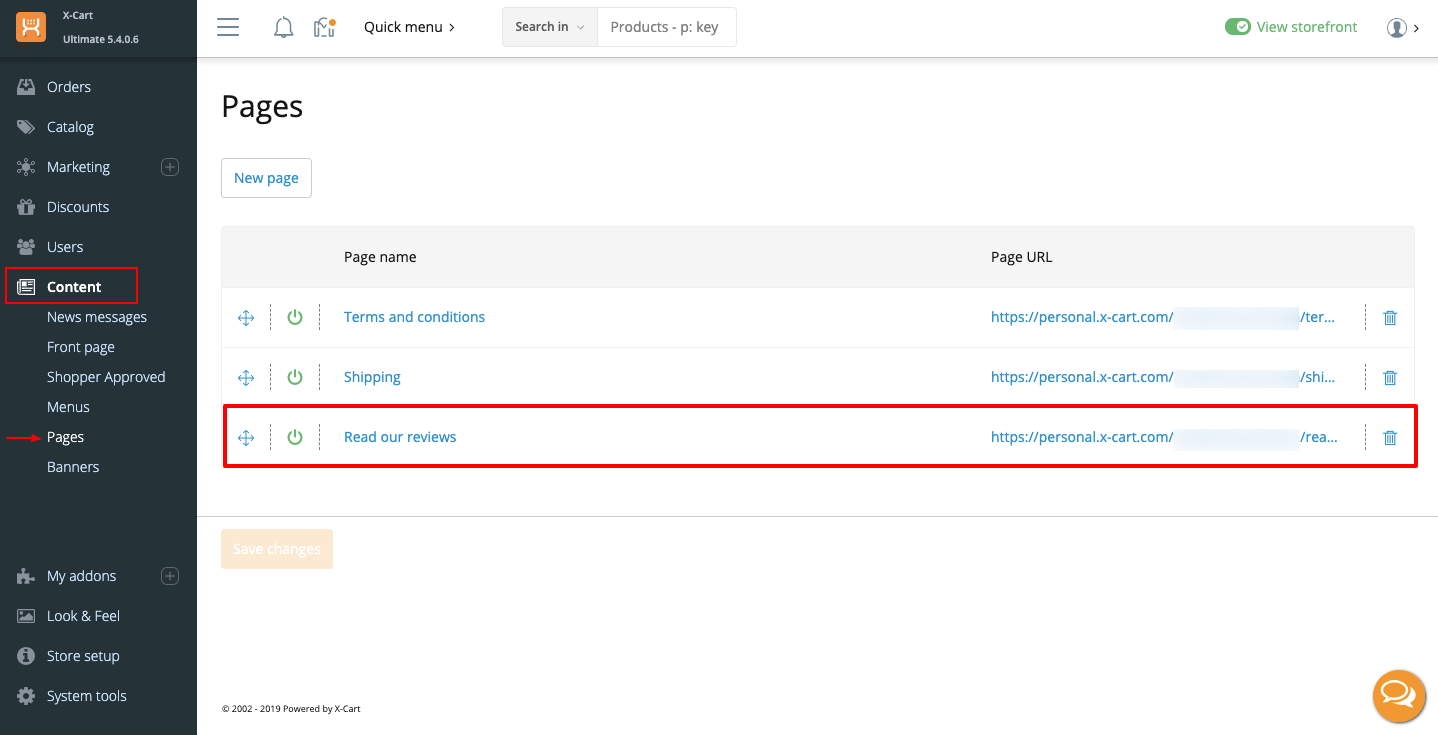 X-Cart
Ultimate 5.4.0.6
Quick menu
Search in
Products - p: key
View storefront
Orders
Catalog
Marketing
Discounts
Users
Content
News messages
Front page
Shopper Approved
Menus
Pages
Banners
My addons
Look & Feel
Store setup
System tools
Pages
New page
Page name Page URL
Terms and conditions https://personal.x-cart.com/ /ter...
Shipping https://personal.x-cart.com/ /shi...
Read our reviews https://personal.x-cart.com/ /rea...
Save changes
© 2002 - 2019 Powered by X-Cart